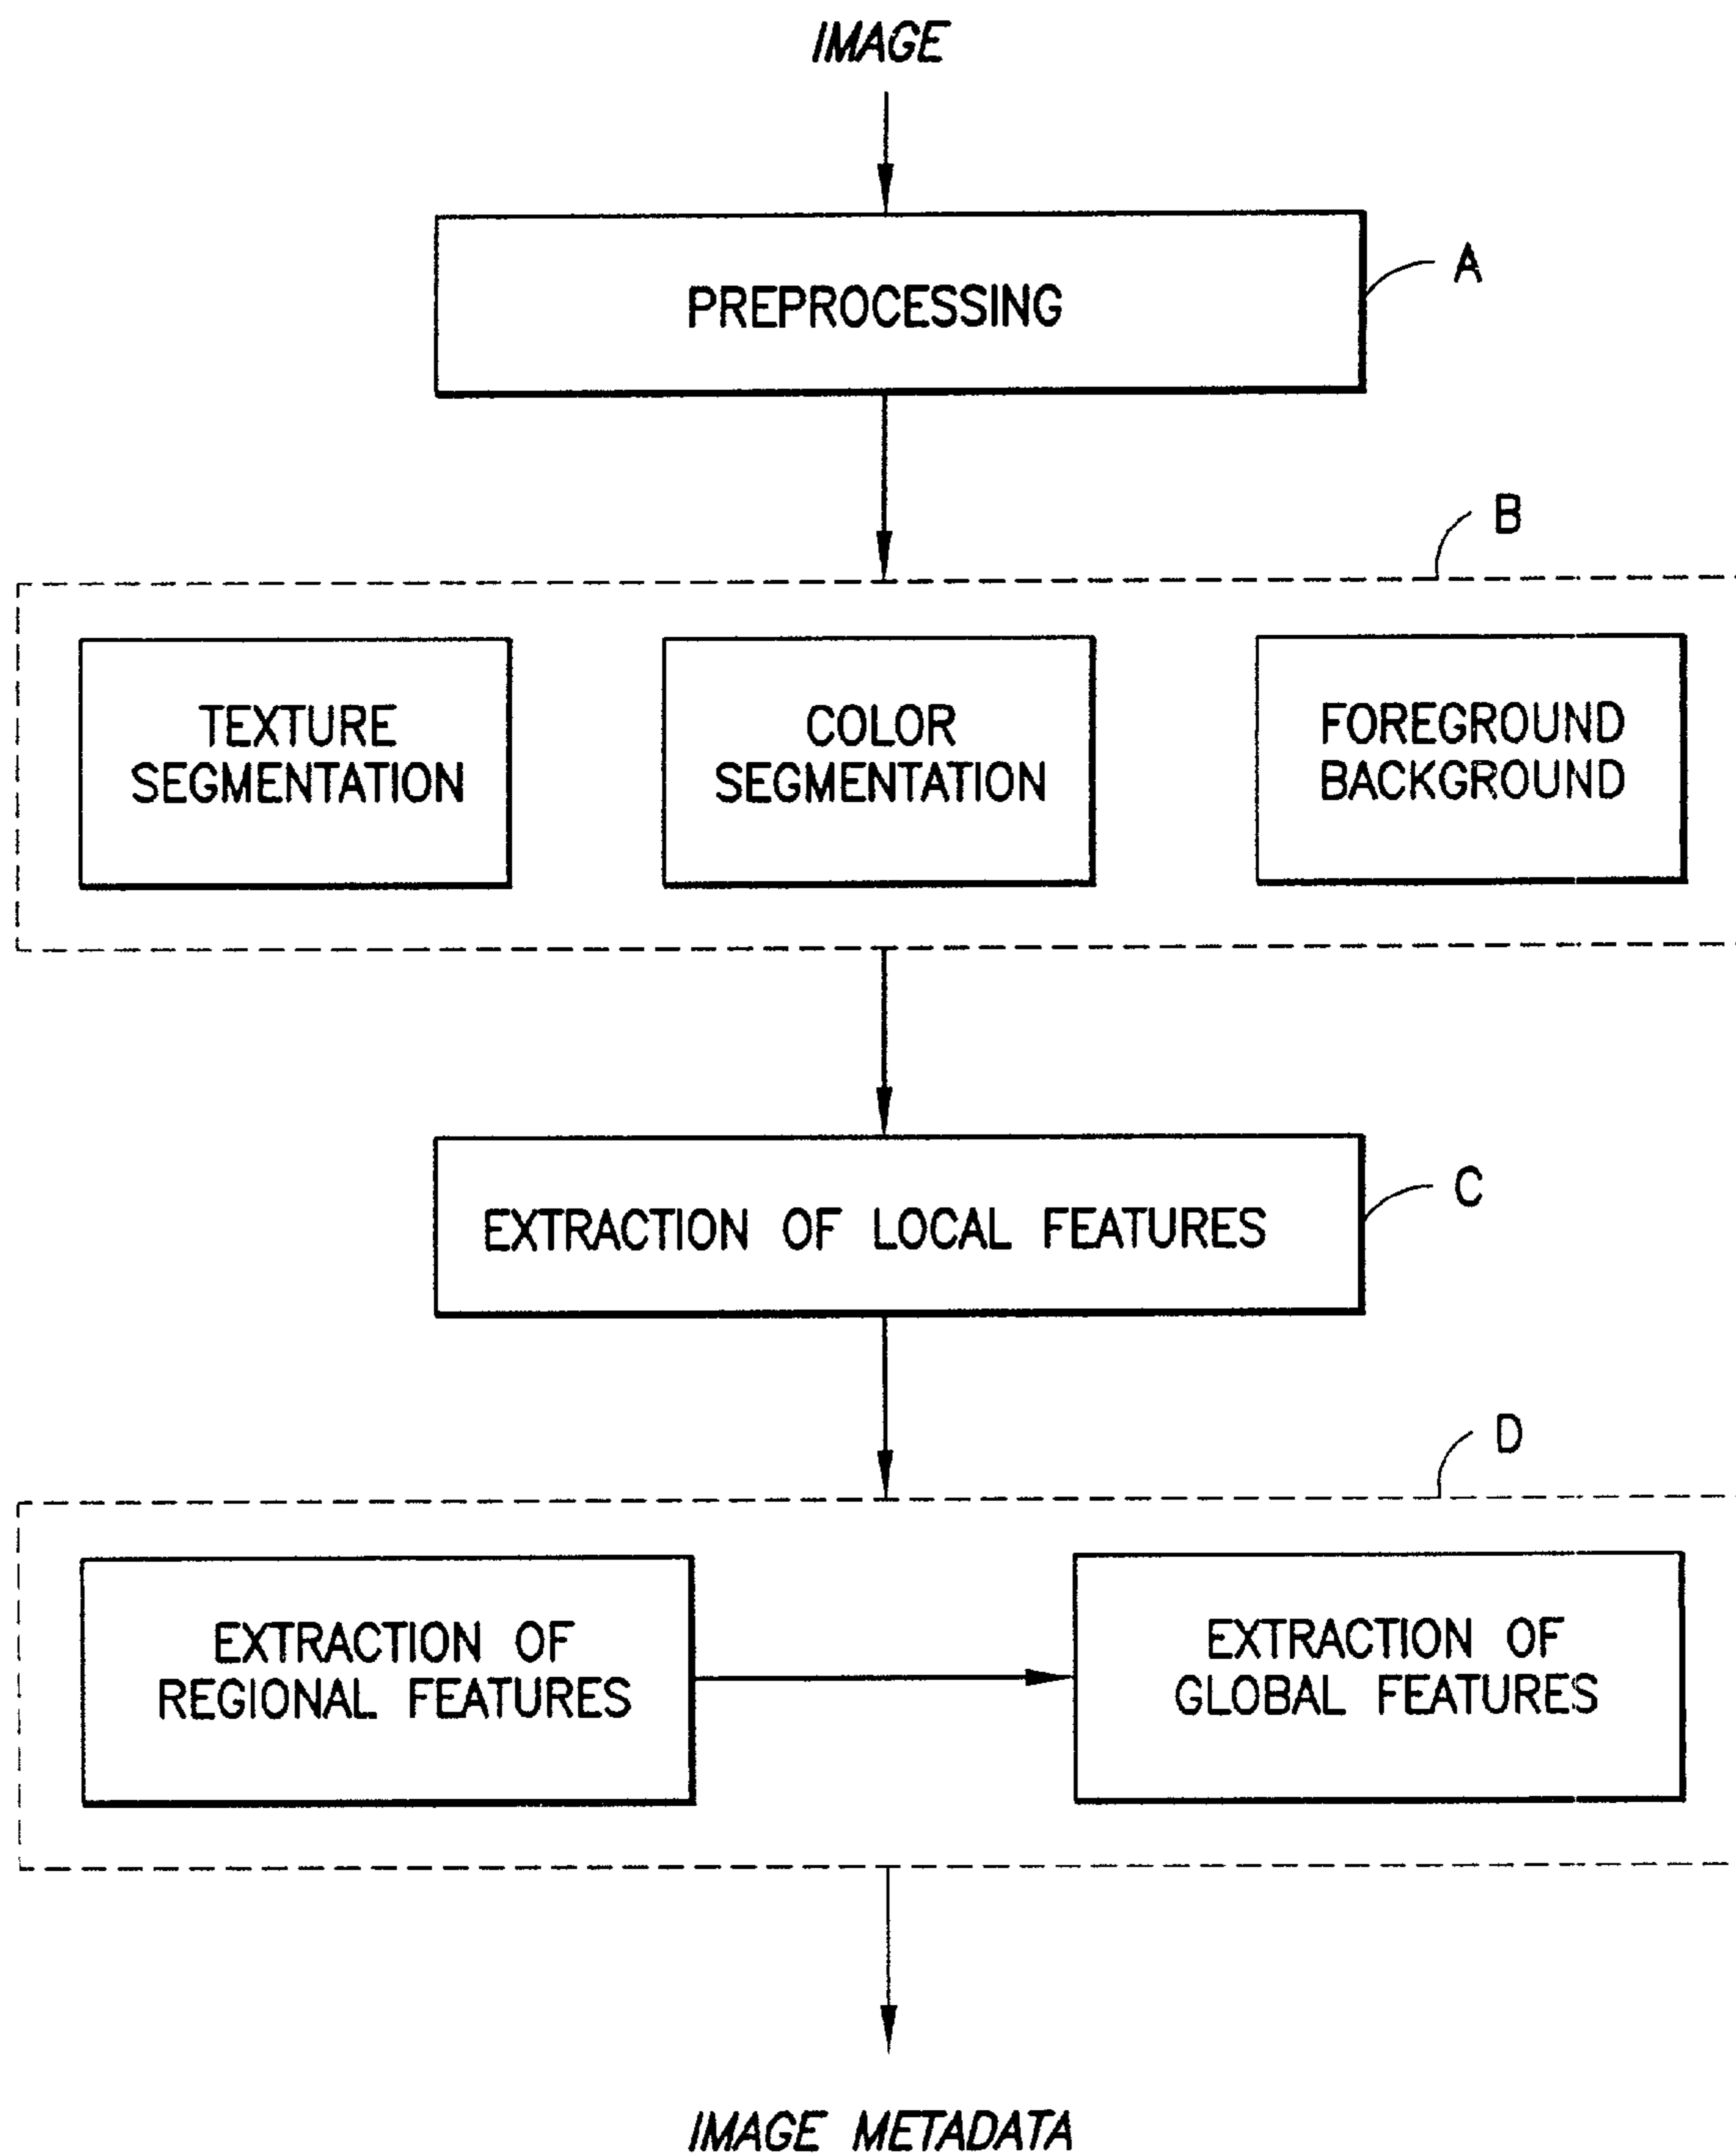 IMAGE
PREPROCESSING
A
B
TEXTURE
SEGMENTATION
COLOR
SEGMENTATION
FOREGROUND
BACKGROUND
EXTRACTION OF LOCAL FEATURES
C
D
EXTRACTION OF
REGIONAL FEATURES
EXTRACTION OF
GLOBAL FEATURES
IMAGE METADATA